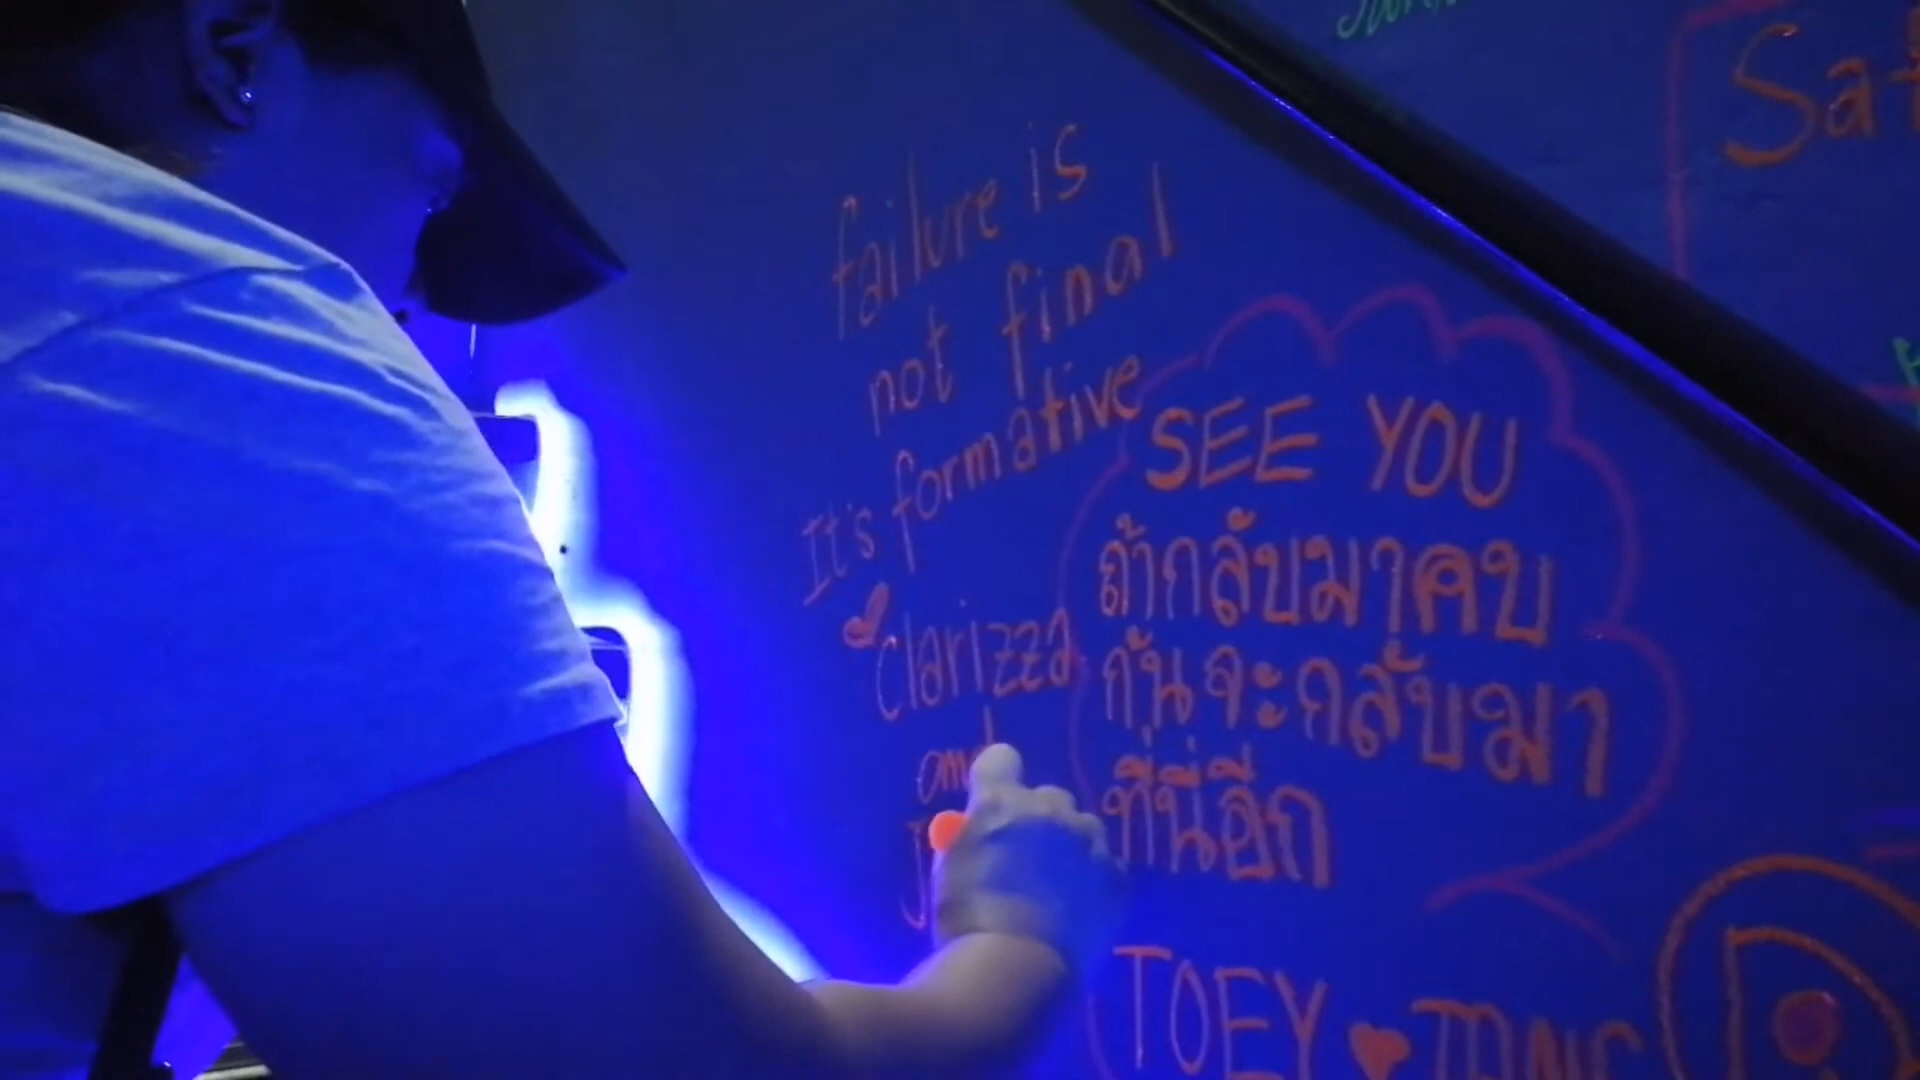 failure is
not final
It's formative
Clarizza
and
SEE YOU
ถ้ากลับมาคบ
กันจะกลับมา
ที่นี่อีก
TOEY